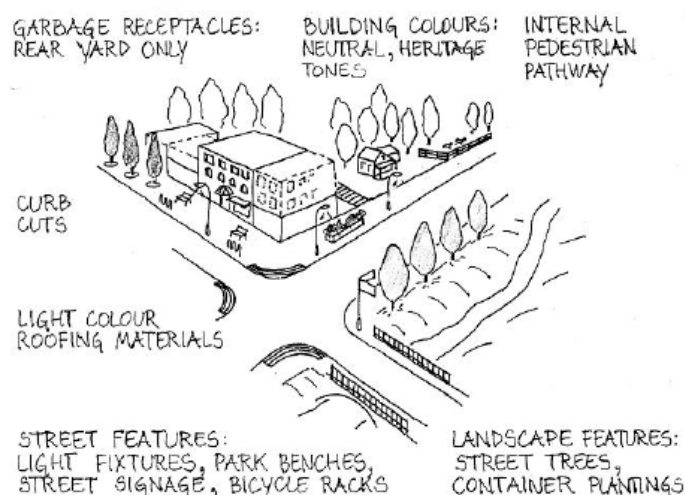 GARBAGE RECEPTACLES:
REAR YARD ONLY
BUILDING COLOURS:
NEUTRAL, HERITAGE
TONES
INTERNAL
PEDESTRIAN
PATHWAY
CURB
CUTS
LIGHT COLOUR
ROOFING MATERIALS
STREET FEATURES:
LIGHT FIXTURES, PARK BENCHES,
STREET SIGNAGE, BICYCLE RACKS
LANDSCAPE FEATURES:
STREET TREES,
CONTAINER PLANTINGS